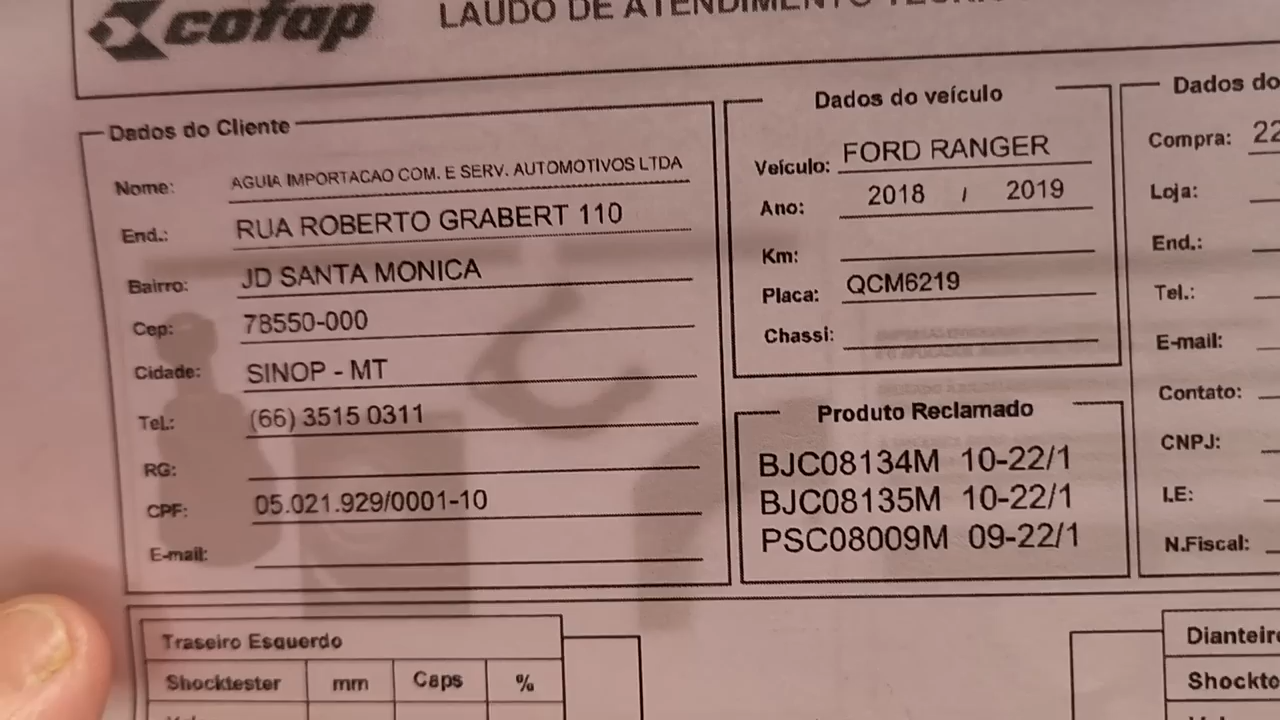 cofap
LAUDO DE ATENDIMENTO
Dados do Cliente
Nome: AGUIA IMPORTACAO COM. E SERV. AUTOMOTIVOS LTDA
End.: RUA ROBERTO GRABERT 110
Bairro: JD SANTA MONICA
Cep: 78550-000
Cidade: SINOP - MT
Tel.: (66) 3515 0311
RG:
CPF: 05.021.929/0001-10
E-mail:
Dados do veículo
Veículo: FORD RANGER
Ano: 2018 / 2019
Km:
Placa: QCM6219
Chassi:
Produto Reclamado
BJC08134M 10-22/1
BJC08135M 10-22/1
PSC08009M 09-22/1
Dados do
Compra: 22
Loja:
End.:
Tel.:
E-mail:
Contato:
CNPJ:
I.E:
N.Fiscal:
Traseiro Esquerdo
Shocktester mm Caps %